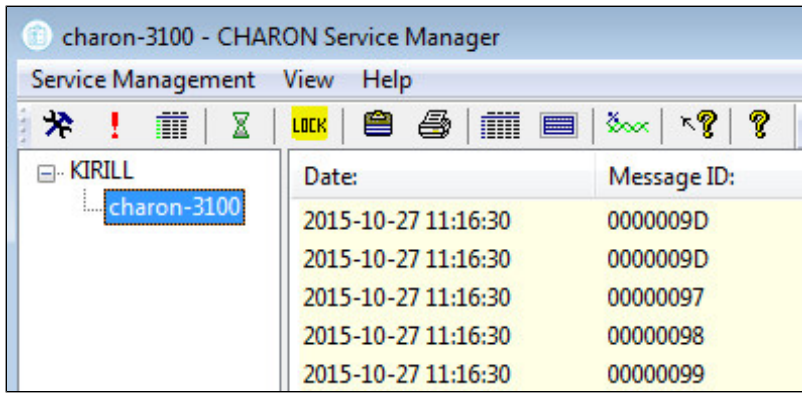 charon-3100 - CHARON Service Manager
Service Management View Help
! LOCK ? ?
KIRILL
charon-3100
Date: Message ID:
2015-10-27 11:16:30 0000009D
2015-10-27 11:16:30 0000009D
2015-10-27 11:16:30 00000097
2015-10-27 11:16:30 00000098
2015-10-27 11:16:30 00000099